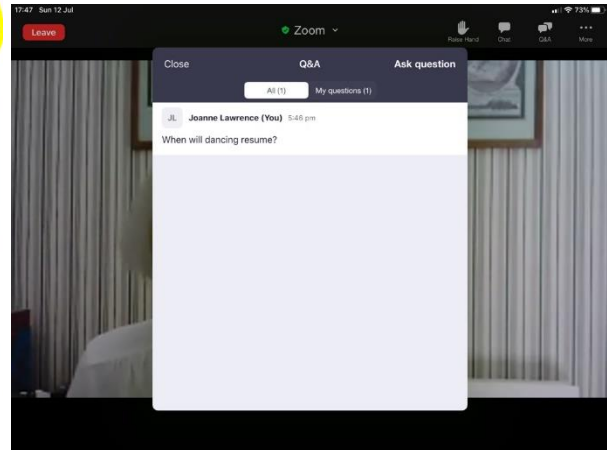 17:47 Sun 12 Jul
73%
Leave
Zoom
Raise Hand
Chat
Q&A
More
Close
Q&A
Ask question
All (1)
My questions (1)
JL
Joanne Lawrence (You) 5:46 pm
When will dancing resume?